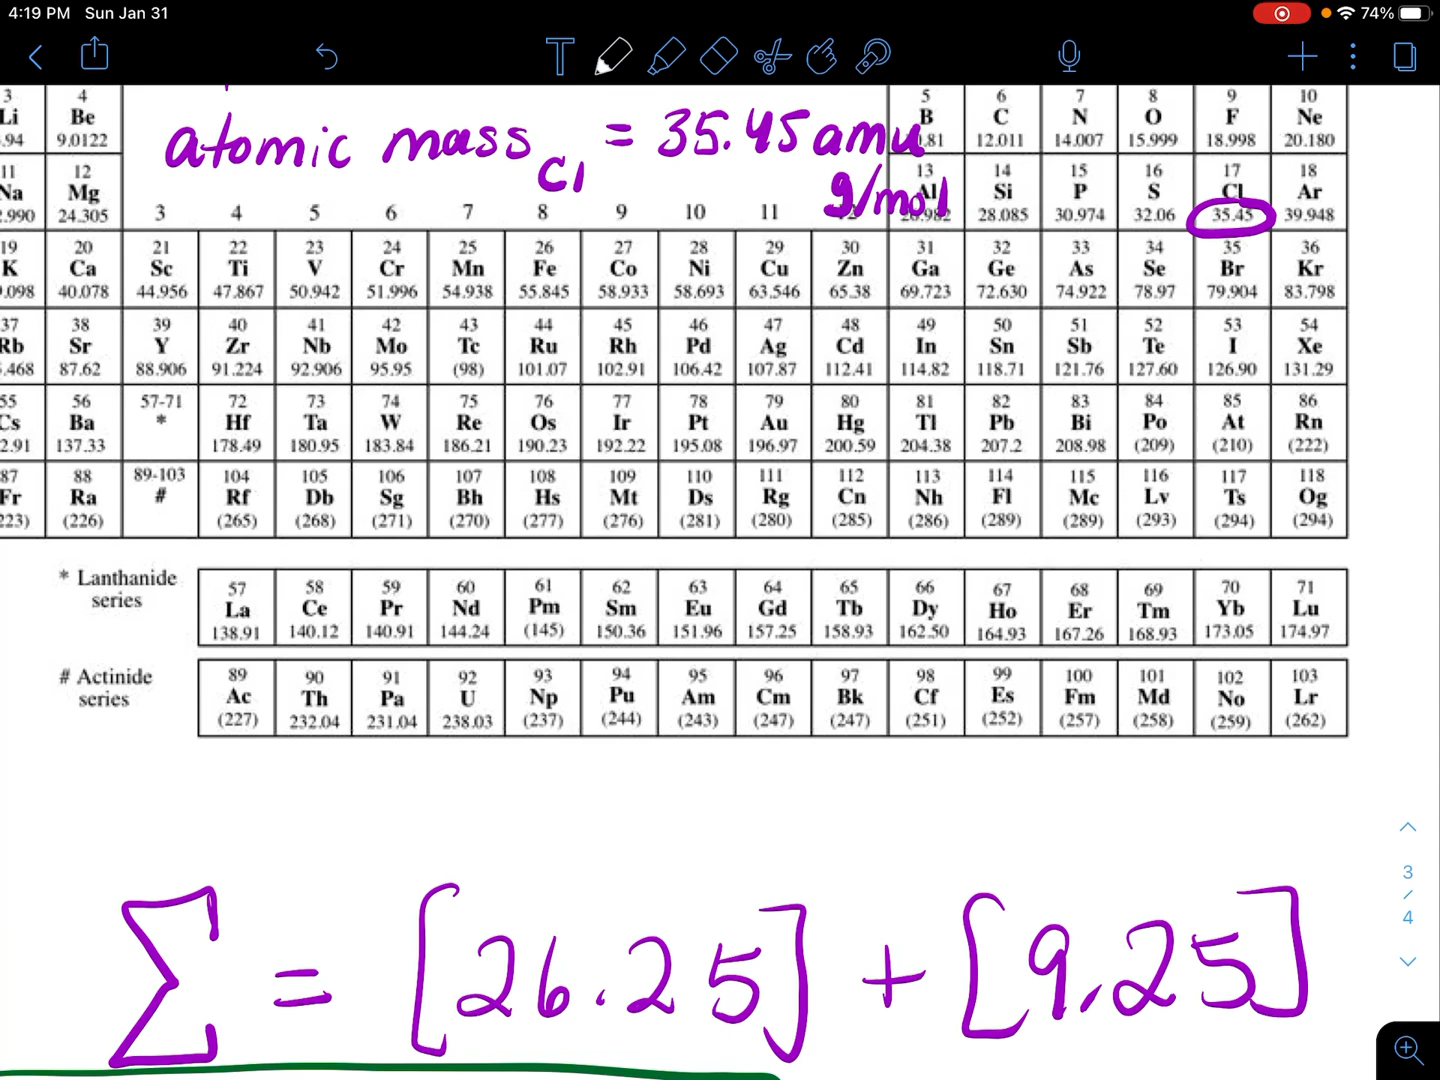 4:19 PM Sun Jan 31 74%
T
3 4 5 6 7 8 9 10
Li Be B C N O F Ne
.94 9.0122 .81 12.011 14.007 15.999 18.998 20.180
atomic mass Cl = 35.45 amu
g/mol
11 12 13 14 15 16 17 18
Na Mg Al Si P S Cl Ar
.990 24.305 26.982 28.085 30.974 32.06 35.45 39.948
3 4 5 6 7 8 9 10 11
19 20 21 22 23 24 25 26 27 28 29 30 31 32 33 34 35 36
K Ca Sc Ti V Cr Mn Fe Co Ni Cu Zn Ga Ge As Se Br Kr
.098 40.078 44.956 47.867 50.942 51.996 54.938 55.845 58.933 58.693 63.546 65.38 69.723 72.630 74.922 78.97 79.904 83.798
37 38 39 40 41 42 43 44 45 46 47 48 49 50 51 52 53 54
Rb Sr Y Zr Nb Mo Tc Ru Rh Pd Ag Cd In Sn Sb Te I Xe
.468 87.62 88.906 91.224 92.906 95.95 (98) 101.07 102.91 106.42 107.87 112.41 114.82 118.71 121.76 127.60 126.90 131.29
55 56 57-71 72 73 74 75 76 77 78 79 80 81 82 83 84 85 86
Cs Ba * Hf Ta W Re Os Ir Pt Au Hg Tl Pb Bi Po At Rn
2.91 137.33 178.49 180.95 183.84 186.21 190.23 192.22 195.08 196.97 200.59 204.38 207.2 208.98 (209) (210) (222)
87 88 89-103 104 105 106 107 108 109 110 111 112 113 114 115 116 117 118
Fr Ra # Rf Db Sg Bh Hs Mt Ds Rg Cn Nh Fl Mc Lv Ts Og
223) (226) (265) (268) (271) (270) (277) (276) (281) (280) (285) (286) (289) (289) (293) (294) (294)
* Lanthanide
series
57 58 59 60 61 62 63 64 65 66 67 68 69 70 71
La Ce Pr Nd Pm Sm Eu Gd Tb Dy Ho Er Tm Yb Lu
138.91 140.12 140.91 144.24 (145) 150.36 151.96 157.25 158.93 162.50 164.93 167.26 168.93 173.05 174.97
# Actinide
series
89 90 91 92 93 94 95 96 97 98 99 100 101 102 103
Ac Th Pa U Np Pu Am Cm Bk Cf Es Fm Md No Lr
(227) 232.04 231.04 238.03 (237) (244) (243) (247) (247) (251) (252) (257) (258) (259) (262)
3
/
4
Σ = [26.25] + [9.25]